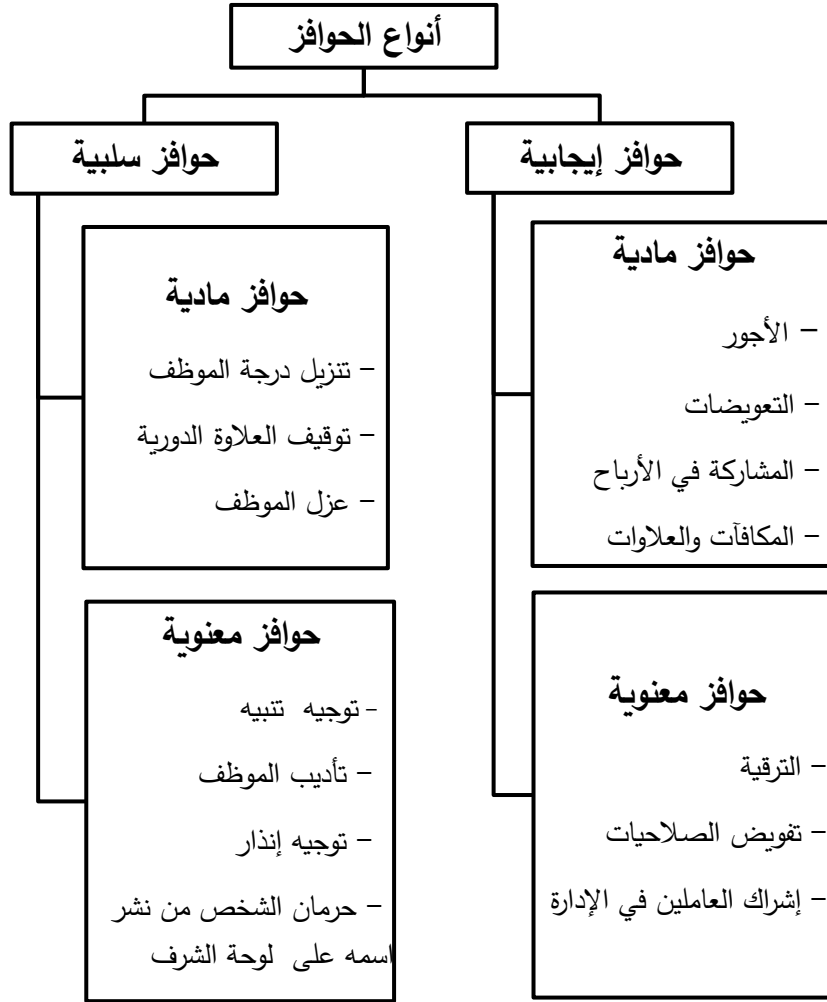 أنواع الحوافز
حوافز إيجابية
حوافز سلبية
حوافز مادية
– الأجور
– التعويضات
– المشاركة في الأرباح
– المكافآت والعلاوات
حوافز معنوية
– الترقية
– تفويض الصلاحيات
– إشراك العاملين في الإدارة
حوافز مادية
– تنزيل درجة الموظف
– توقيف العلاوة الدورية
– عزل الموظف
حوافز معنوية
- توجيه تنبيه
– تأديب الموظف
– توجيه إنذار
– حرمان الشخص من نشر
اسمه على لوحة الشرف